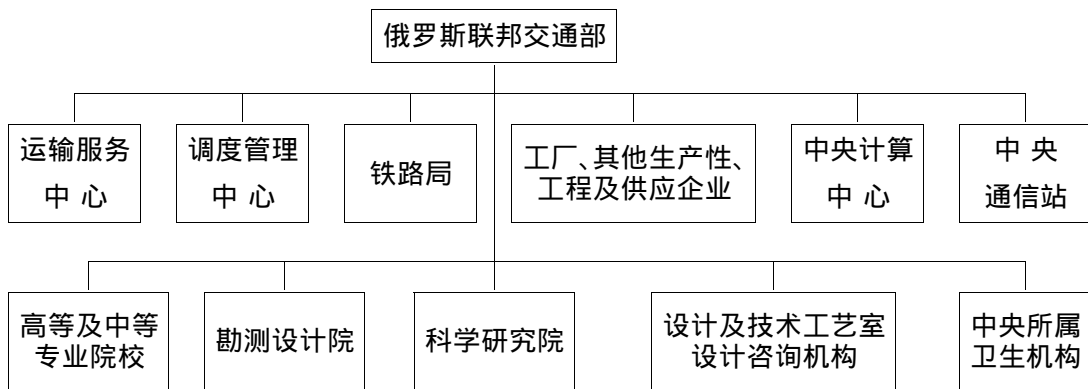 俄罗斯联邦交通部
运输服务
中 心
调度管理
中 心
铁路局
工厂、其他生产性、
工程及供应企业
中央计算
中 心
中 央
通信站
高等及中等
专业院校
勘测设计院
科学研究院
设计及技术工艺室
设计咨询机构
中央所属
卫生机构